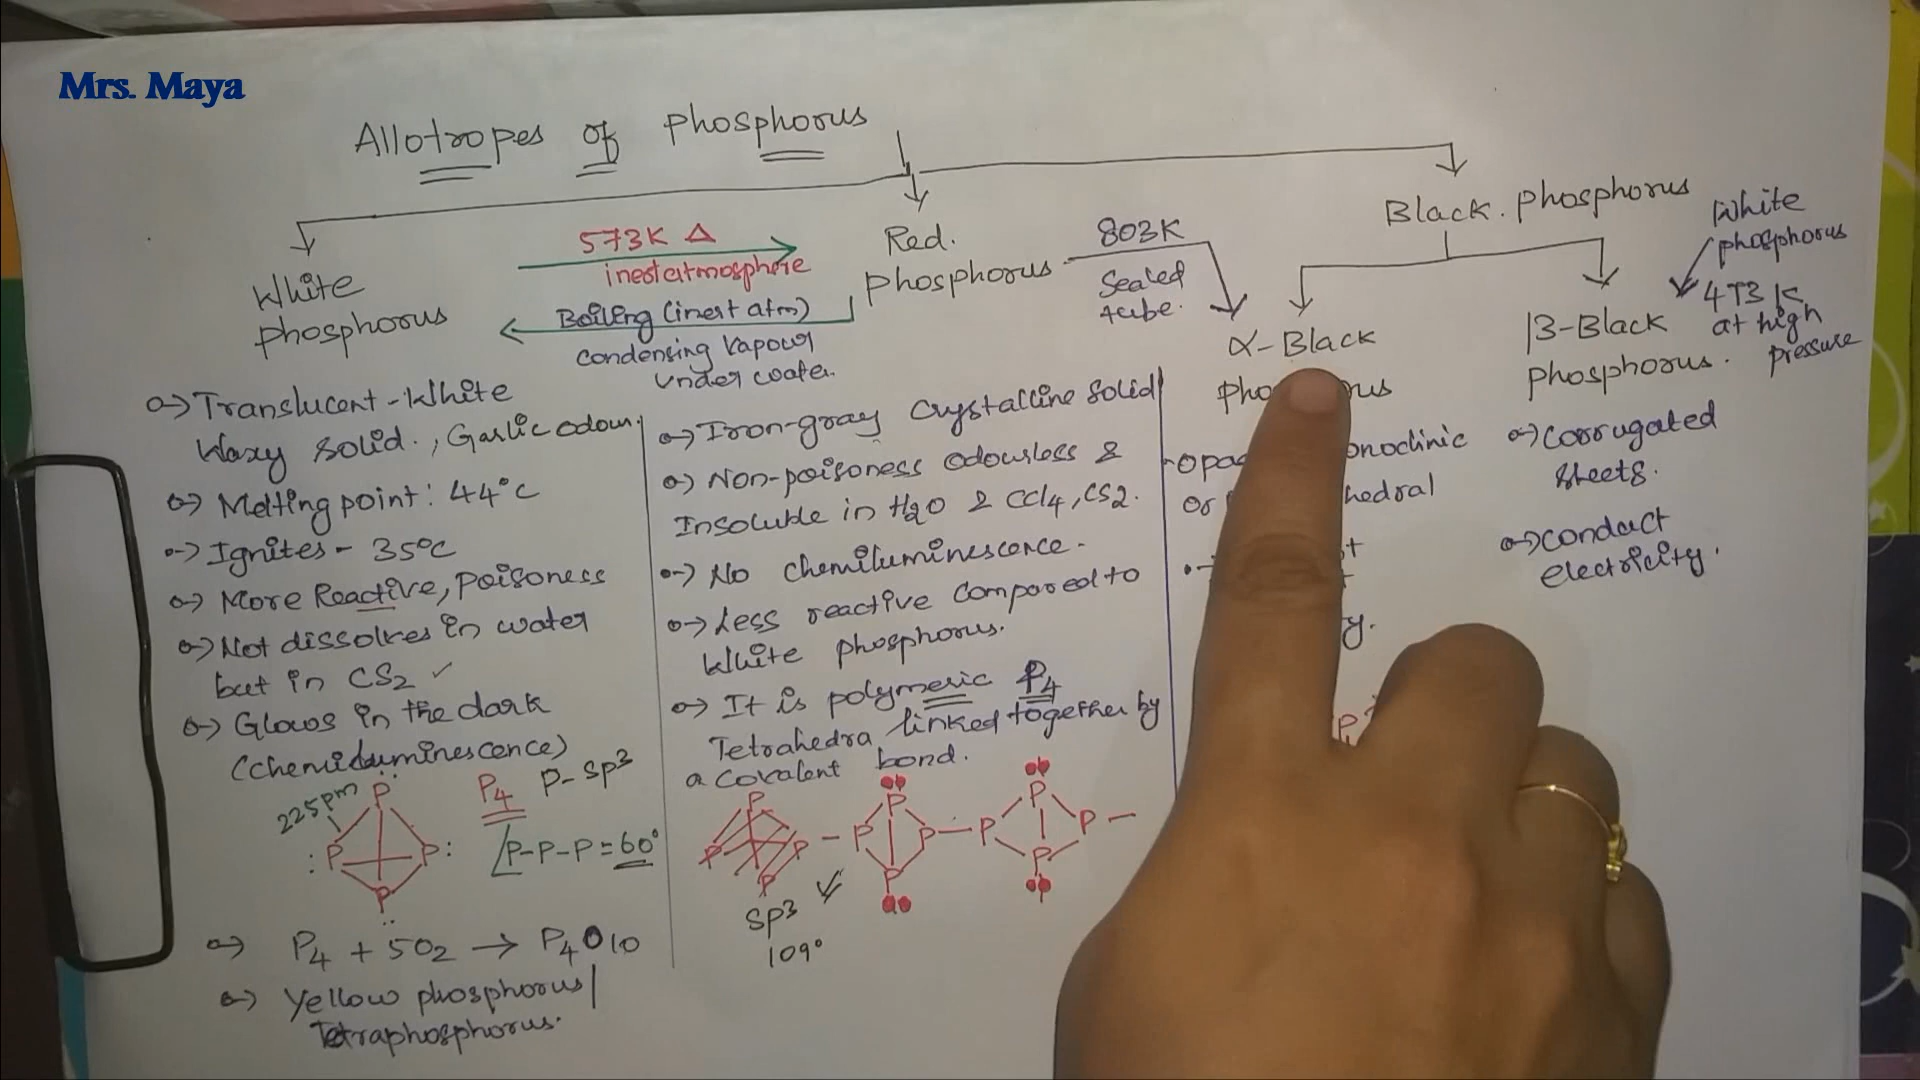 Mrs. Maya
Allotropes of Phosphorus
White
Phosphorus
573K Δ
inert atmosphere
Boiling (inert atm)
Condensing Vapour
Under water.
Red.
Phosphorus
803K
Sealed
tube.
Black. Phosphorus
α-Black
β-Black
Phosphorus.
White
phosphorus
473 K
at high
pressure
Translucent-White
Waxy solid., Garlic odour.
Melting point: 44°C
Ignites - 35°C
More Reactive, Poisoness
Not dissolves in water
but in CS2 ✓
Glows in the dark
(chemiluminescence)
225pm
P4 P-SP3
∠P-P-P = 60°
P
P P
P
P4 + 5O2 → P4O10
Yellow phosphorus/
Tetraphosphorus.
Iron-gray Crystalline Solid
Non-poisoness odourless &
Insoluble in H2O & CCl4, CS2.
No chemiluminescence.
Less reactive Compared to
White phosphorus.
It is polymeric P4
Tetrahedra linked together by
a Covalent bond.
P P P
P P - P P - P P -
P P P
SP3
109°
Corrugated
Sheets.
Conduct
electricity.
P